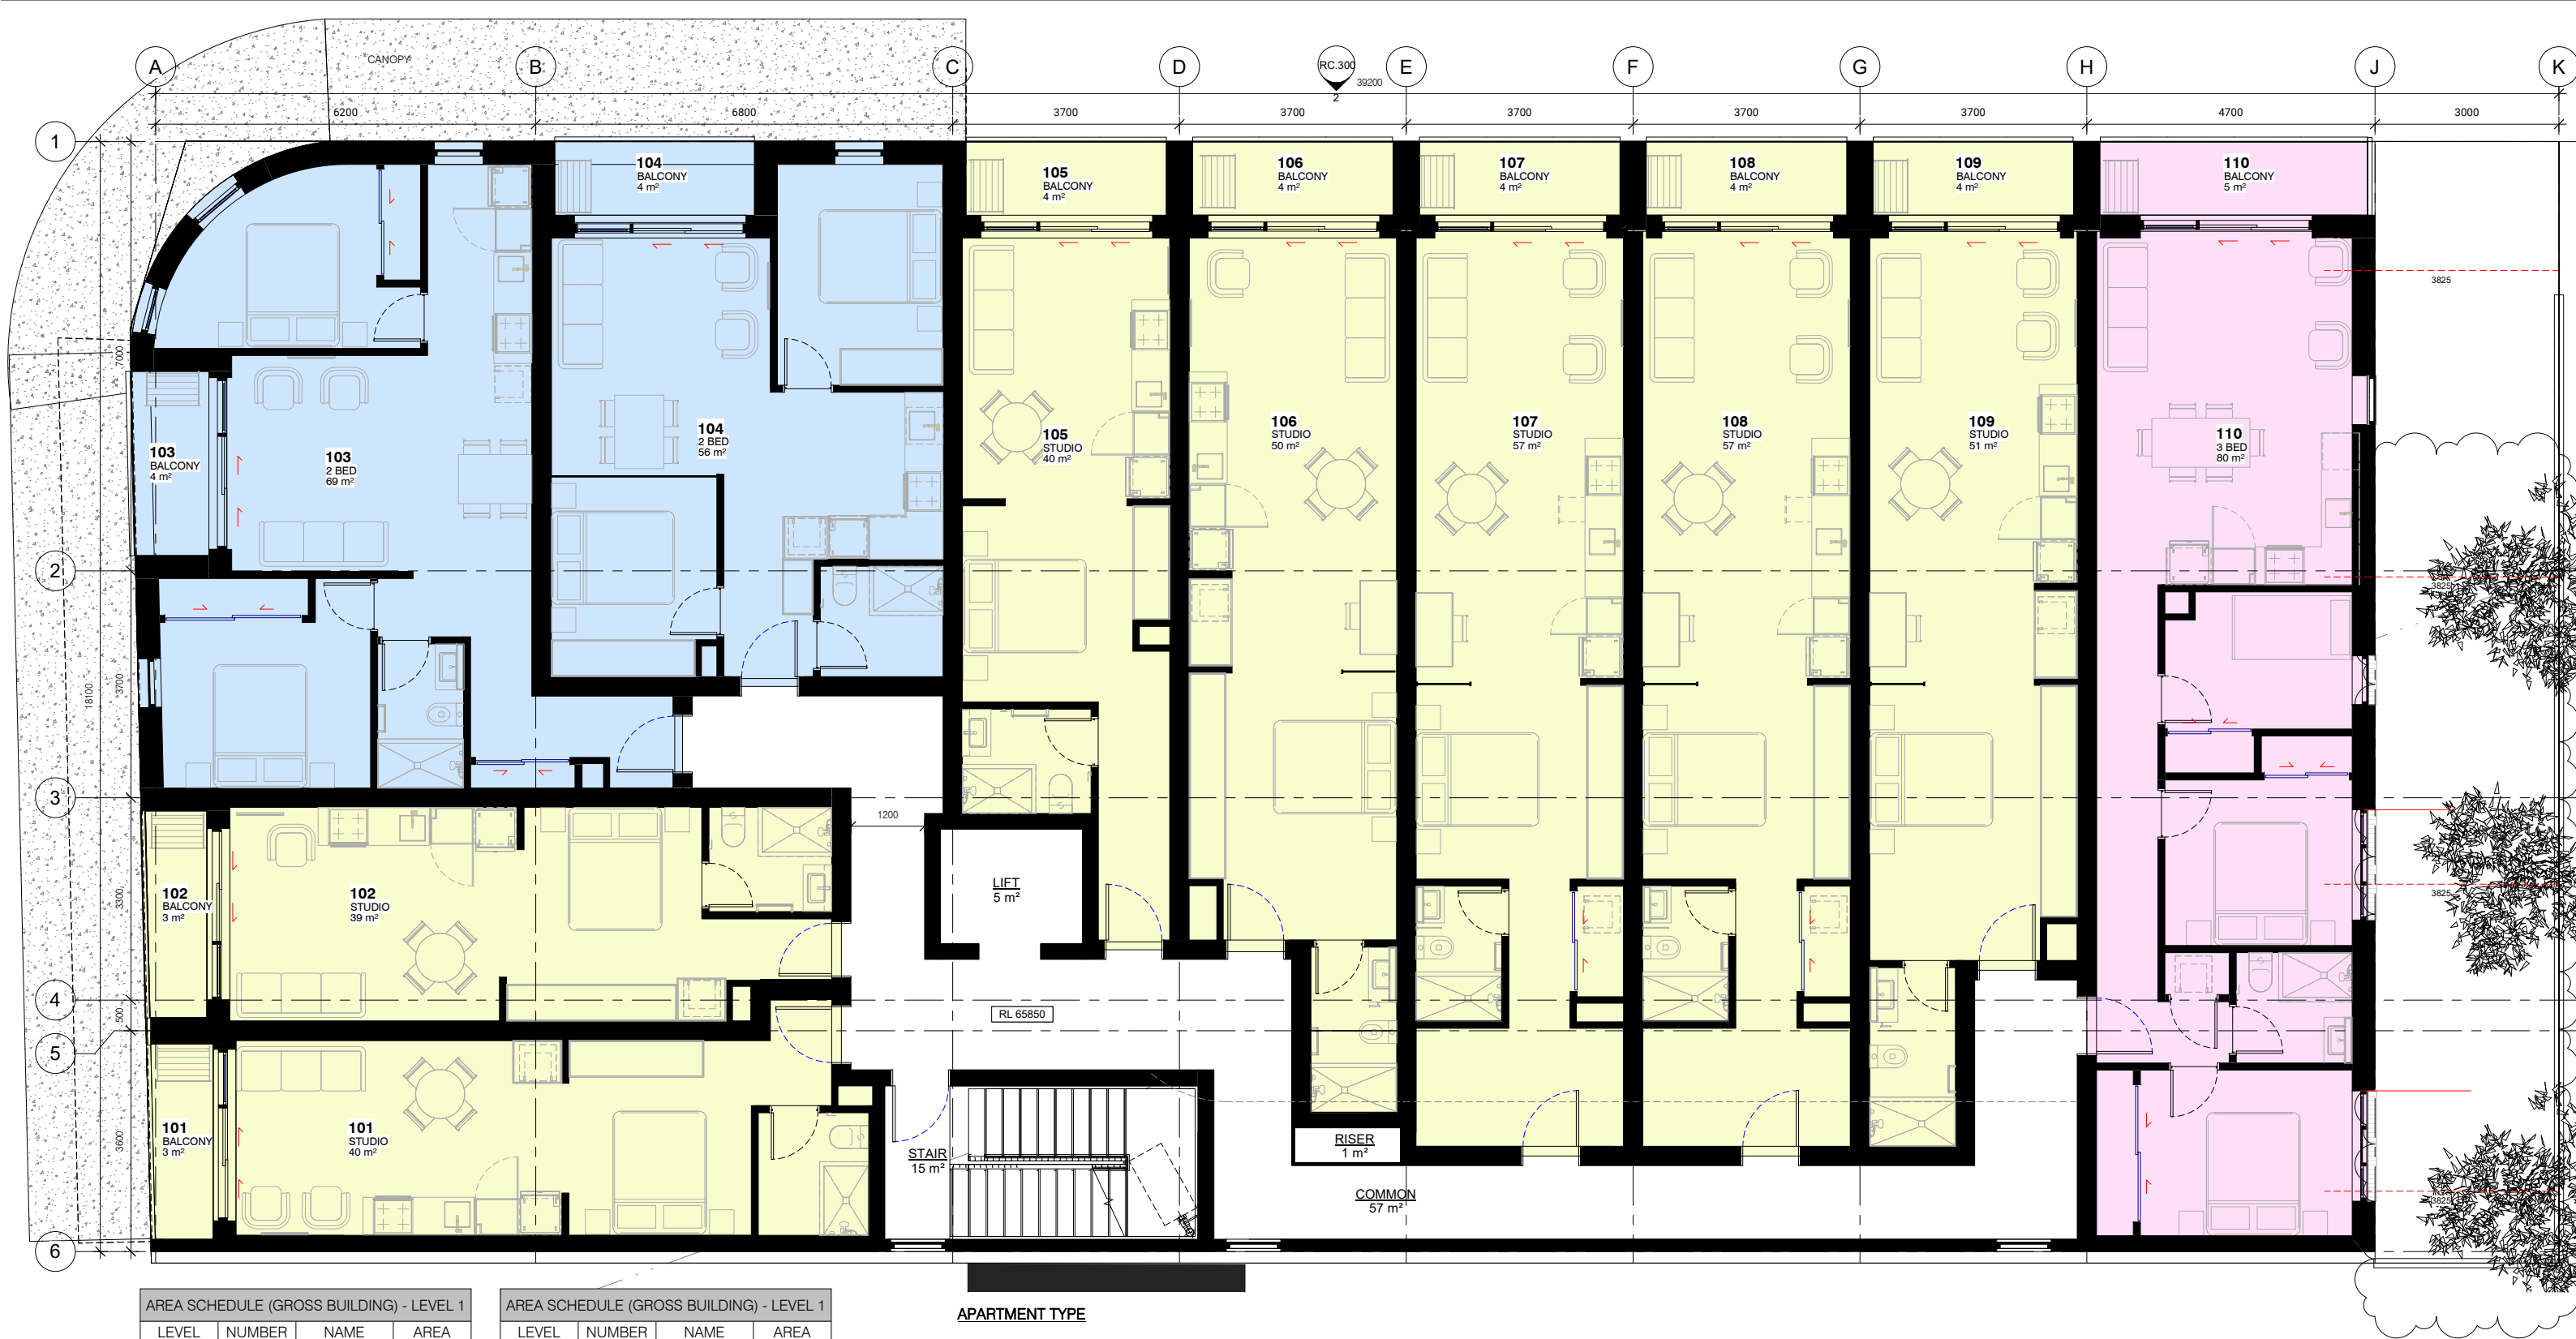 CANOPY
A
B
C
D
RC.300
2
E
F
G
H
J
K
39200
6200
6800
3700
3700
3700
3700
3700
4700
3000
1
2
3
4
5
6
7000
3700
18100
3300
500
3600
104
BALCONY
4 m²
105
BALCONY
4 m²
106
BALCONY
4 m²
107
BALCONY
4 m²
108
BALCONY
4 m²
109
BALCONY
4 m²
110
BALCONY
5 m²
3825
103
BALCONY
4 m²
103
2 BED
69 m²
104
2 BED
56 m²
105
STUDIO
40 m²
106
STUDIO
50 m²
107
STUDIO
57 m²
108
STUDIO
57 m²
109
STUDIO
51 m²
110
3 BED
80 m²
3825
1200
102
BALCONY
3 m²
102
STUDIO
39 m²
LIFT
5 m²
3825
RL 65850
101
BALCONY
3 m²
101
STUDIO
40 m²
STAIR
15 m²
RISER
1 m²
COMMON
57 m²
3825
AREA SCHEDULE (GROSS BUILDING) - LEVEL 1
LEVEL NUMBER NAME AREA
AREA SCHEDULE (GROSS BUILDING) - LEVEL 1
LEVEL NUMBER NAME AREA
APARTMENT TYPE